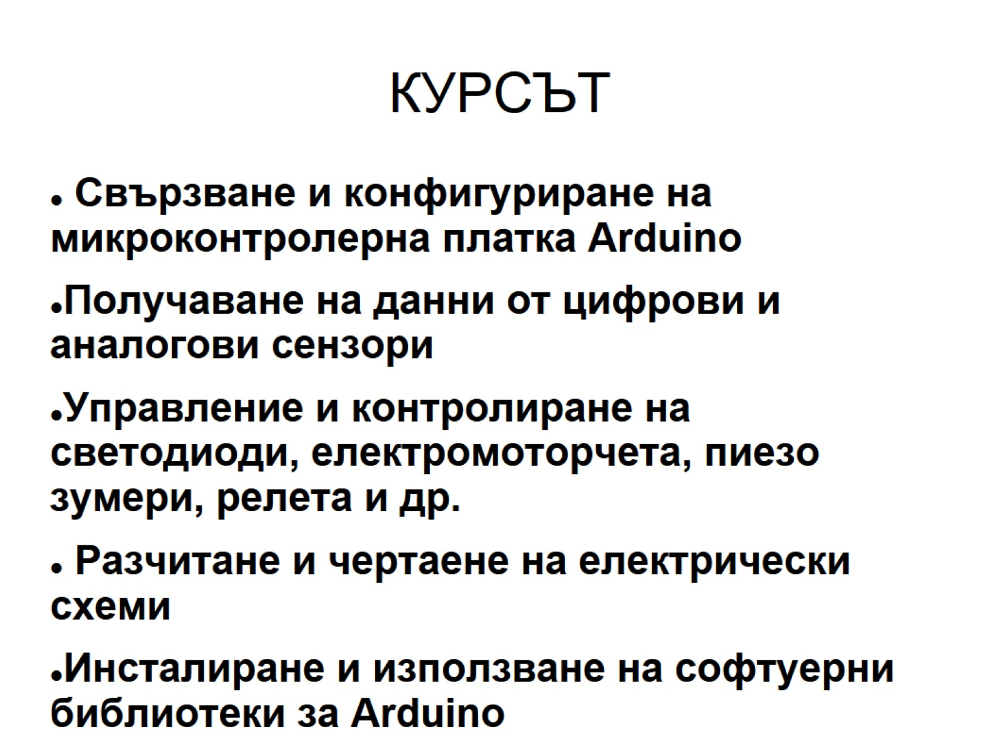 КУРСЪТ
• Свързване и конфигуриране на
микроконтролерна платка Arduino
•Получаване на данни от цифрови и
аналогови сензори
•Управление и контролиране на
светодиоди, електромоторчета, пиезо
зумери, релета и др.
• Разчитане и чертаене на електрически
схеми
•Инсталиране и използване на софтуерни
библиотеки за Arduino